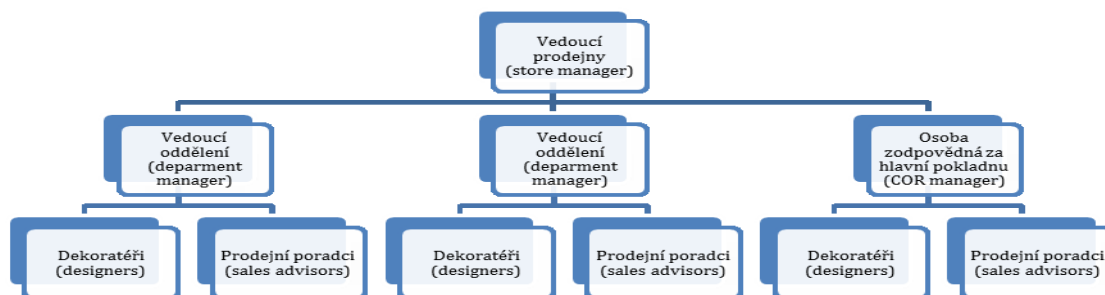 Vedoucí
prodejny
(store manager)
Vedoucí
oddělení
(deparment
manager)
Vedoucí
oddělení
(deparment
manager)
Osoba
zodpovědná za
hlavní pokladnu
(COR manager)
Dekoratéři
(designers)
Prodejní poradci
(sales advisors)
Dekoratéři
(designers)
Prodejní poradci
(sales advisors)
Dekoratéři
(designers)
Prodejní poradci
(sales advisors)